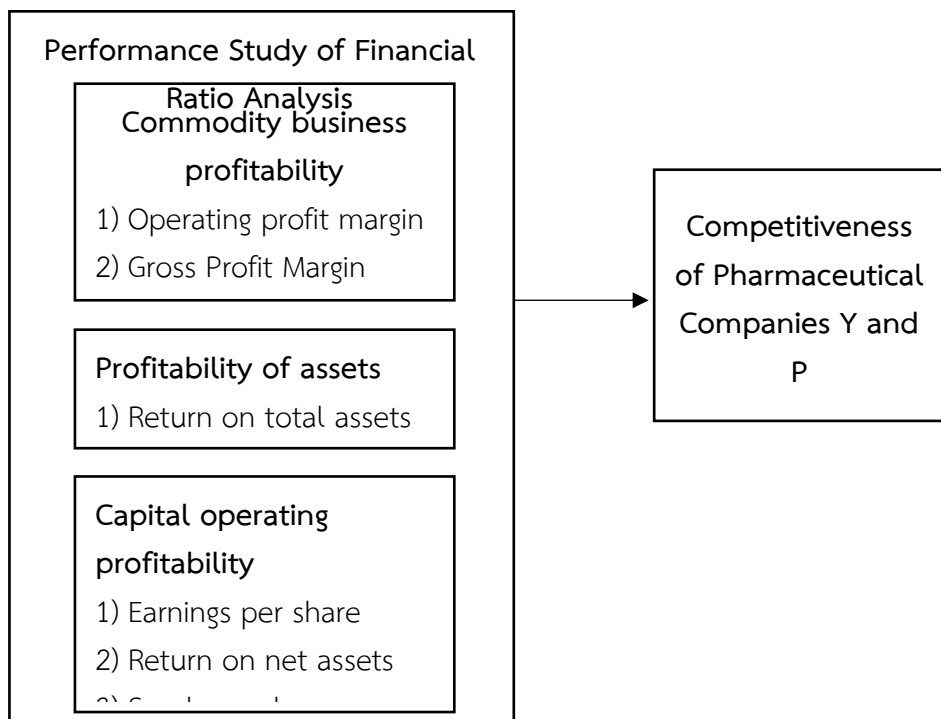 Performance Study of Financial
Ratio Analysis
Commodity business
profitability
1) Operating profit margin
2) Gross Profit Margin
Profitability of assets
1) Return on total assets
Capital operating
profitability
1) Earnings per share
2) Return on net assets
Competitiveness
of Pharmaceutical
Companies Y and
P